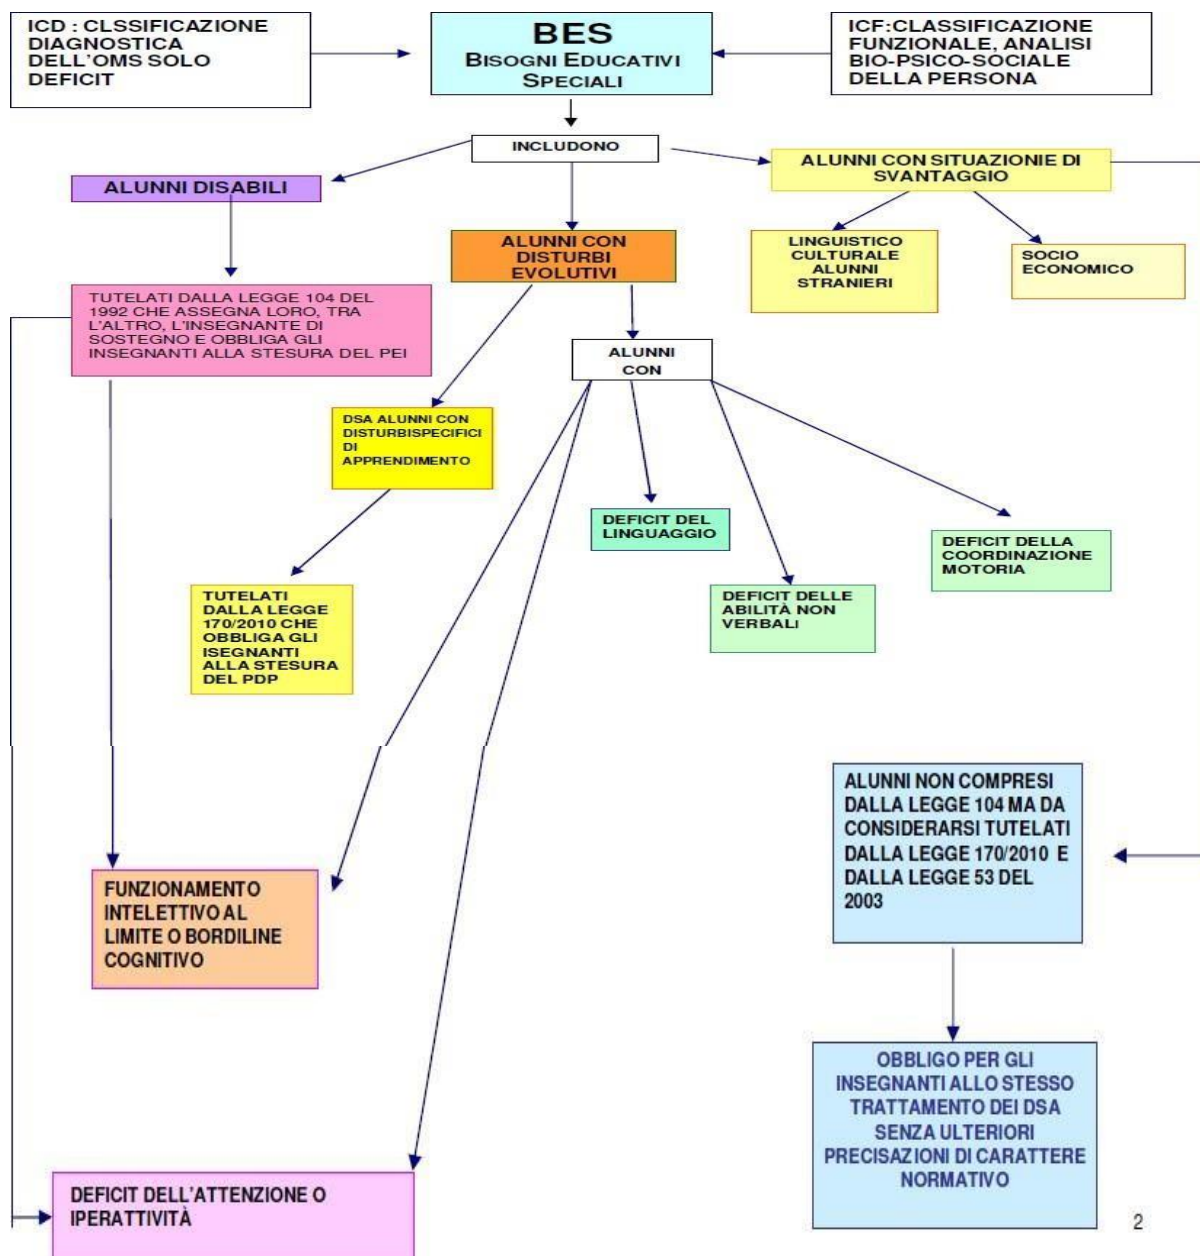 ICD : CLSSIFICAZIONE
DIAGNOSTICA
DELL'OMS SOLO
DEFICIT
BES
BISOGNI EDUCATIVI
SPECIALI
ICF:CLASSIFICAZIONE
FUNZIONALE, ANALISI
BIO-PSICO-SOCIALE
DELLA PERSONA
INCLUDONO
ALUNNI DISABILI
ALUNNI CON SITUAZIONIE DI
SVANTAGGIO
ALUNNI CON
DISTURBI
EVOLUTIVI
LINGUISTICO
CULTURALE
ALUNNI
STRANIERI
SOCIO
ECONOMICO
TUTELATI DALLA LEGGE 104 DEL
1992 CHE ASSEGNA LORO, TRA
L'ALTRO, L'INSEGNANTE DI
SOSTEGNO E OBBLIGA GLI
INSEGNANTI ALLA STESURA DEL PEI
ALUNNI
CON
DSA ALUNNI CON
DISTURBISPECIFICI
DI
APPRENDIMENTO
DEFICIT DEL
LINGUAGGIO
DEFICIT DELLA
COORDINAZIONE
MOTORIA
TUTELATI
DALLA LEGGE
170/2010 CHE
OBBLIGA GLI
ISEGNANTI
ALLA STESURA
DEL PDP
DEFICIT DELLE
ABILITÀ NON
VERBALI
ALUNNI NON COMPRESI
DALLA LEGGE 104 MA DA
CONSIDERARSI TUTELATI
DALLA LEGGE 170/2010 E
DALLA LEGGE 53 DEL
2003
FUNZIONAMENTO
INTELETTIVO AL
LIMITE O BORDILINE
COGNITIVO
OBBLIGO PER GLI
INSEGNANTI ALLO STESSO
TRATTAMENTO DEI DSA
SENZA ULTERIORI
PRECISAZIONI DI CARATTERE
NORMATIVO
DEFICIT DELL'ATTENZIONE O
IPERATTIVITÀ
2